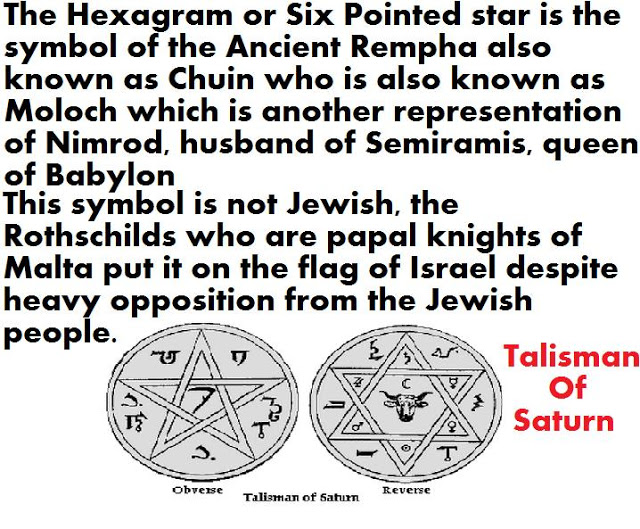 The Hexagram or Six Pointed star is the
symbol of the Ancient Rempha also
known as Chuin who is also known as
Moloch which is another representation
of Nimrod, husband of Semiramis, queen
of Babylon
This symbol is not Jewish, the
Rothschilds who are papal knights of
Malta put it on the flag of Israel despite
heavy opposition from the Jewish
people.
Talisman
Of
Saturn
Obverse
Talisman of Saturn
Reverse